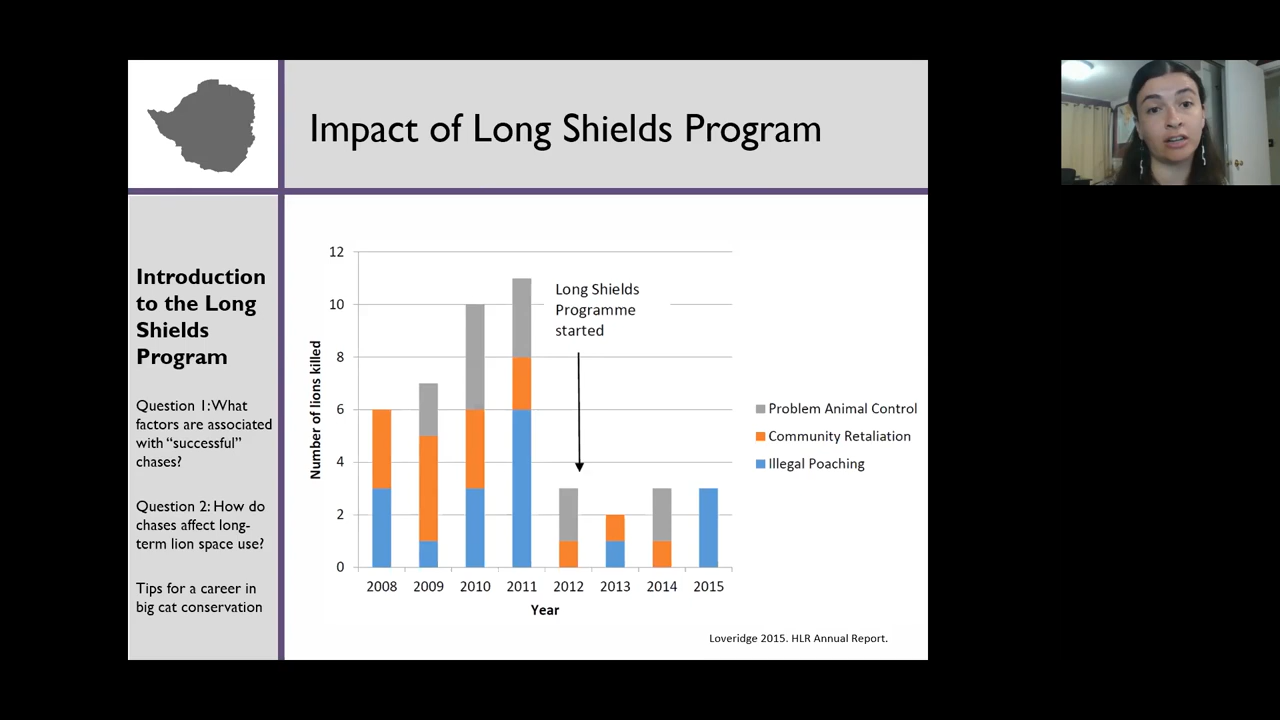 Impact of Long Shields Program
Introduction
to the Long
Shields
Program
Question 1: What
factors are associated
with “successful”
chases?
Question 2: How do
chases affect long-
term lion space use?
Tips for a career in
big cat conservation
Number of lions killed
12
10
8
6
4
2
0
Long Shields
Programme
started
2008 2009 2010 2011 2012 2013 2014 2015
Year
Problem Animal Control
Community Retaliation
Illegal Poaching
Loveridge 2015. HLR Annual Report.